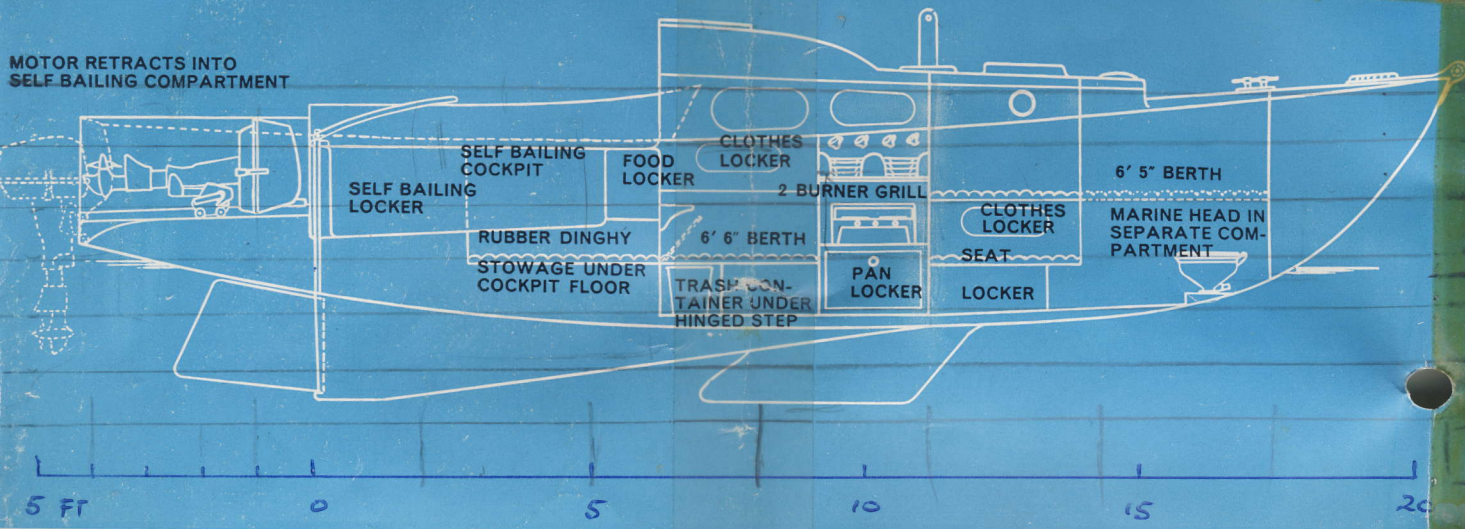 MOTOR RETRACTS INTO
SELF BAILING COMPARTMENT
SELF BAILING
COCKPIT
SELF BAILING
LOCKER
FOOD
LOCKER
CLOTHES
LOCKER
2 BURNER GRILL
6′ 5″ BERTH
CLOTHES
LOCKER
MARINE HEAD IN
SEPARATE COM-
PARTMENT
RUBBER DINGHY
6′ 6″ BERTH
SEAT
STOWAGE UNDER
COCKPIT FLOOR
TRASH CON-
TAINER UNDER
HINGED STEP
PAN
LOCKER
LOCKER
5 FT 0 5 10 15 20